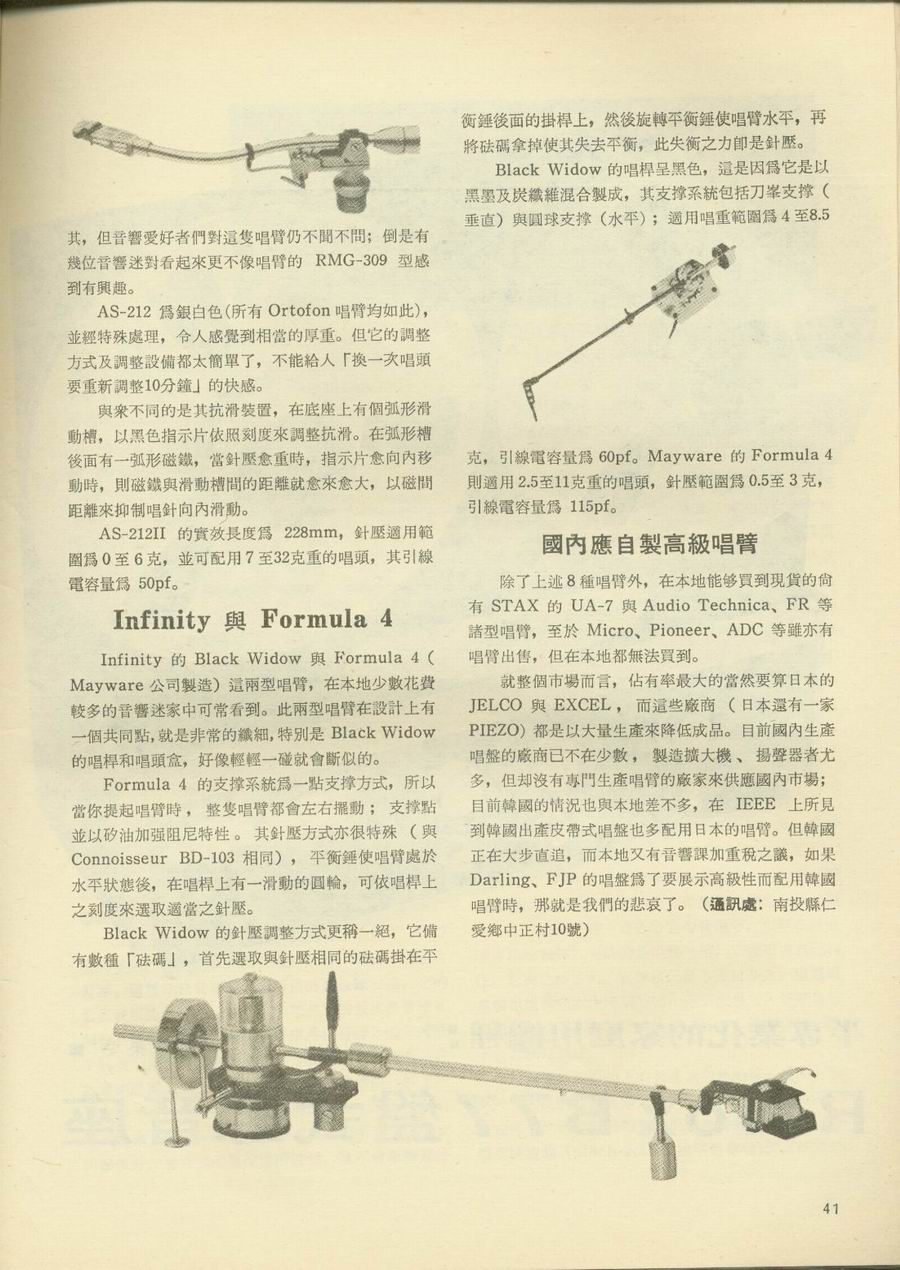 其，但音響愛好者們對這隻唱臂仍不聞不問；倒是有
幾位音響迷對看起來更不像唱臂的 RMG-309 型感
到有興趣。
AS-212 爲銀白色(所有 Ortofon 唱臂均如此)，
並經特殊處理，令人感覺到相當的厚重。但它的調整
方式及調整設備都太簡單了，不能給人「換一次唱頭
要重新調整10分鐘」的快感。
與衆不同的是其抗滑裝置，在底座上有個弧形滑
動槽，以黑色指示片依照刻度來調整抗滑。在弧形槽
後面有一弧形磁鐵，當針壓愈重時，指示片愈向內移
動時，則磁鐵與滑動槽間的距離就愈來愈大，以磁間
距離來抑制唱針向內滑動。
AS-212II 的實效長度爲 228mm，針壓適用範
圍爲 0 至 6 克，並可配用 7 至32克重的唱頭，其引線
電容量爲 50pf。
Infinity 與 Formula 4
Infinity 的 Black Widow 與 Formula 4（
Mayware 公司製造）這兩型唱臂，在本地少數花費
較多的音響迷家中可常看到。此兩型唱臂在設計上有
一個共同點，就是非常的纖細，特別是 Black Widow
的唱桿和唱頭盒，好像輕輕一碰就會斷似的。
Formula 4 的支撐系統爲一點支撐方式，所以
當你提起唱臂時，整隻唱臂都會左右擺動；支撐點
並以矽油加强阻尼特性。其針壓方式亦很特殊（與
Connoisseur BD-103 相同），平衡錘使唱臂處於
水平狀態後，在唱桿上有一滑動的圓輪，可依唱桿上
之刻度來選取適當之針壓。
Black Widow 的針壓調整方式更稱一絕，它備
有數種「砝碼」，首先選取與針壓相同的砝碼掛在平
衡錘後面的掛桿上，然後旋轉平衡錘使唱臂水平，再
將砝碼拿掉使其失去平衡，此失衡之力卽是針壓。
Black Widow 的唱桿呈黑色，這是因爲它是以
黑墨及炭纖維混合製成，其支撐系統包括刀峯支撐（
垂直）與圓球支撐（水平）；適用唱重範圍爲 4 至8.5
克，引線電容量爲 60pf。Mayware 的 Formula 4
則適用 2.5至11克重的唱頭，針壓範圍爲 0.5至 3 克，
引線電容量爲 115pf。
國內應自製高級唱臂
除了上述 8 種唱臂外，在本地能够買到現貨的尙
有 STAX 的 UA-7 與 Audio Technica、FR 等
諸型唱臂，至於 Micro、Pioneer、ADC 等雖亦有
唱臂出售，但在本地都無法買到。
就整個市場而言，佔有率最大的當然要算日本的
JELCO 與 EXCEL，而這些廠商（日本還有一家
PIEZO）都是以大量生產來降低成品。目前國內生產
唱盤的廠商已不在少數，製造擴大機、揚聲器者尤
多，但却沒有專門生產唱臂的廠家來供應國內市場；
目前韓國的情況也與本地差不多，在 IEEE 上所見
到韓國出產皮帶式唱盤也多配用日本的唱臂。但韓國
正在大步直追，而本地又有音響課加重稅之議，如果
Darling、FJP 的唱盤爲了要展示高級性而配用韓國
唱臂時，那就是我們的悲哀了。（通訊處：南投縣仁
愛鄉中正村10號）
41